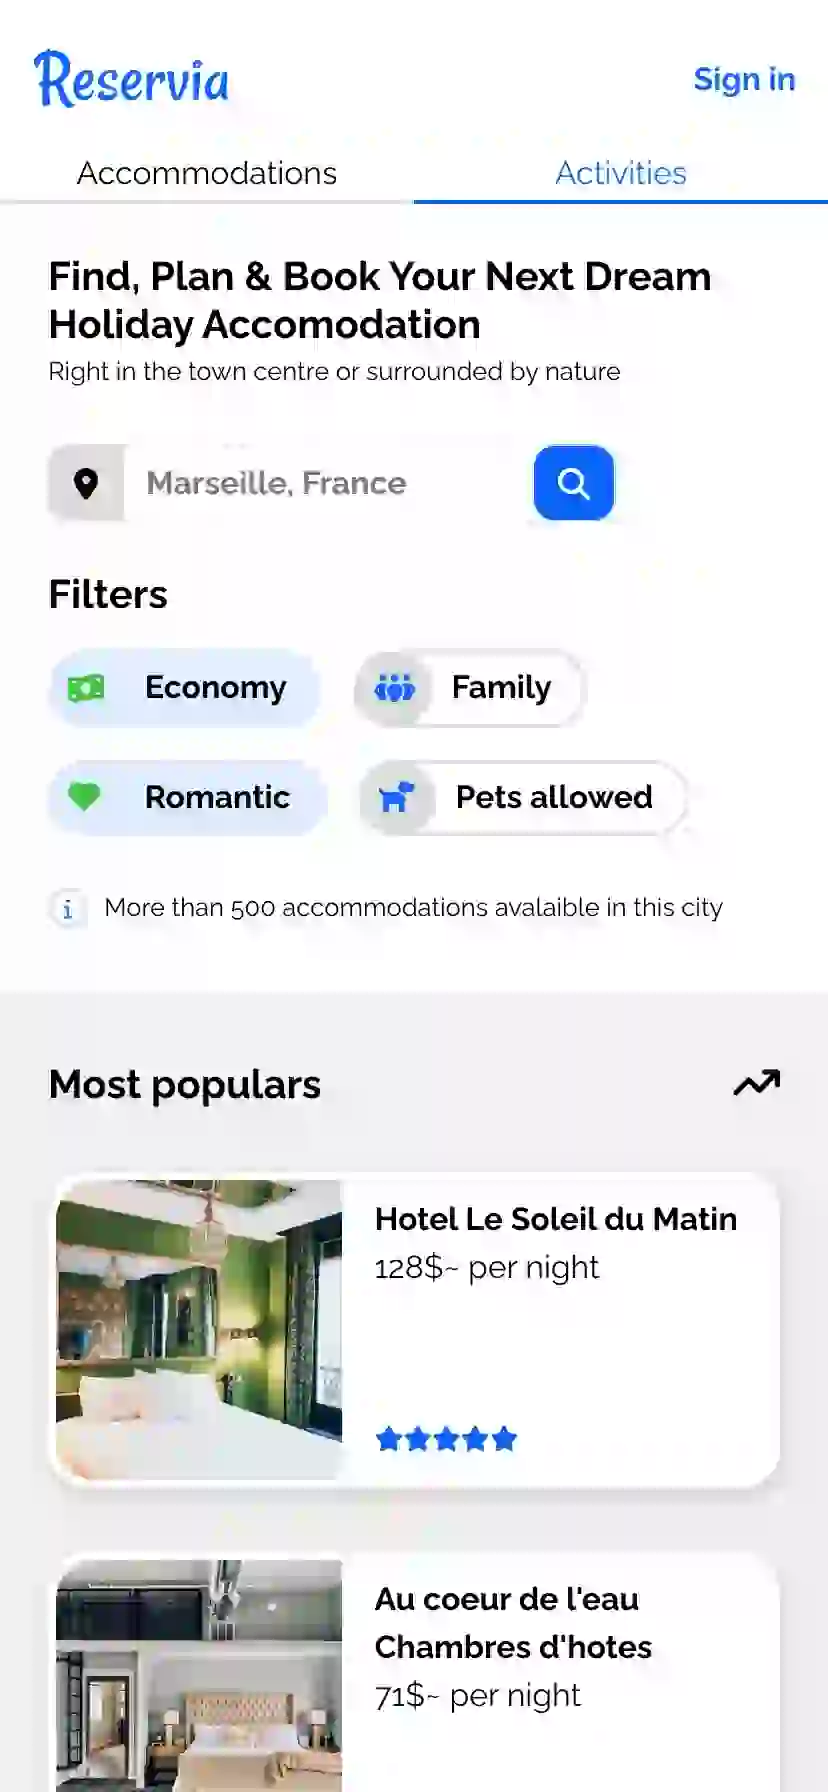 Reservia
Sign in
Accommodations
Activities
Find, Plan & Book Your Next Dream
Holiday Accomodation
Right in the town centre or surrounded by nature
Marseille, France
Filters
Economy
Family
Romantic
Pets allowed
i
More than 500 accommodations avalaible in this city
Most populars
Hotel Le Soleil du Matin
128$~ per night
Au coeur de l'eau
Chambres d'hotes
71$~ per night